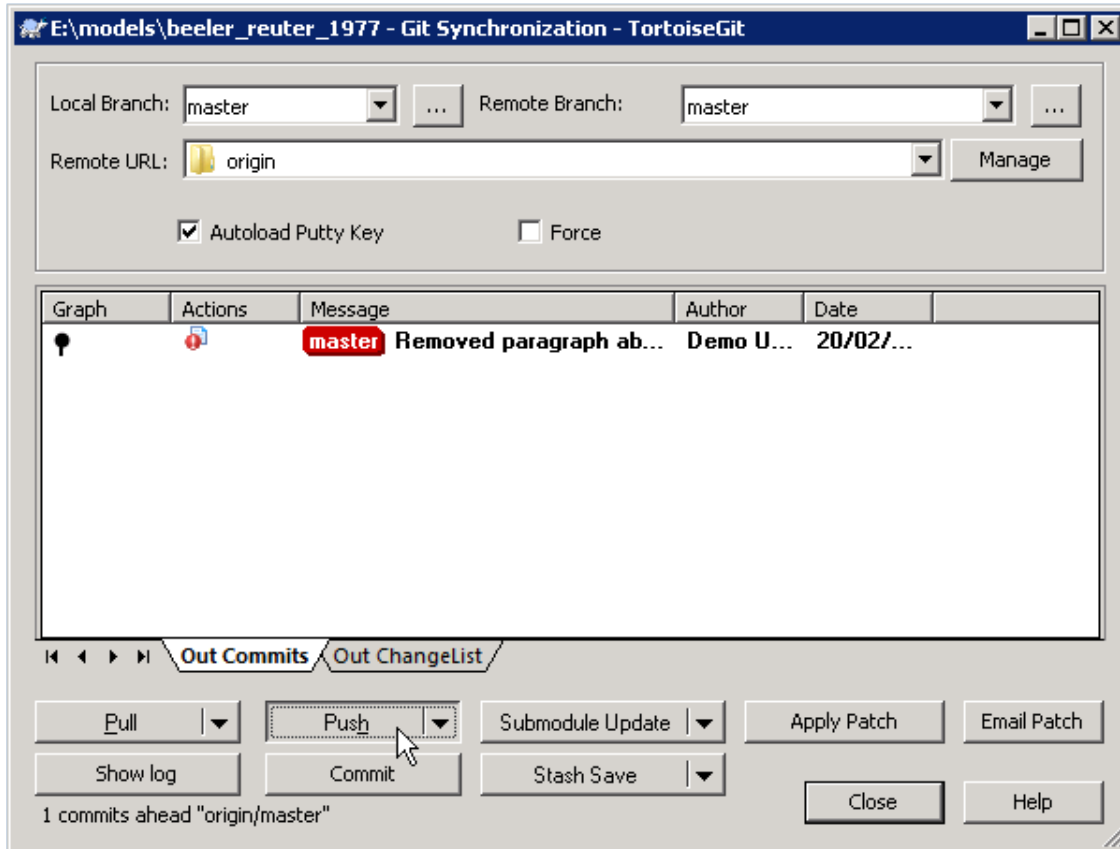 E:\models\beeler_reuter_1977 - Git Synchronization - TortoiseGit
Local Branch: master ... Remote Branch: master ...
Remote URL: origin Manage
Autoload Putty Key Force
Graph Actions Message Author Date
master Removed paragraph ab... Demo U... 20/02/...
Out Commits Out ChangeList
Pull Push Submodule Update Apply Patch Email Patch
Show log Commit Stash Save Close Help
1 commits ahead "origin/master"